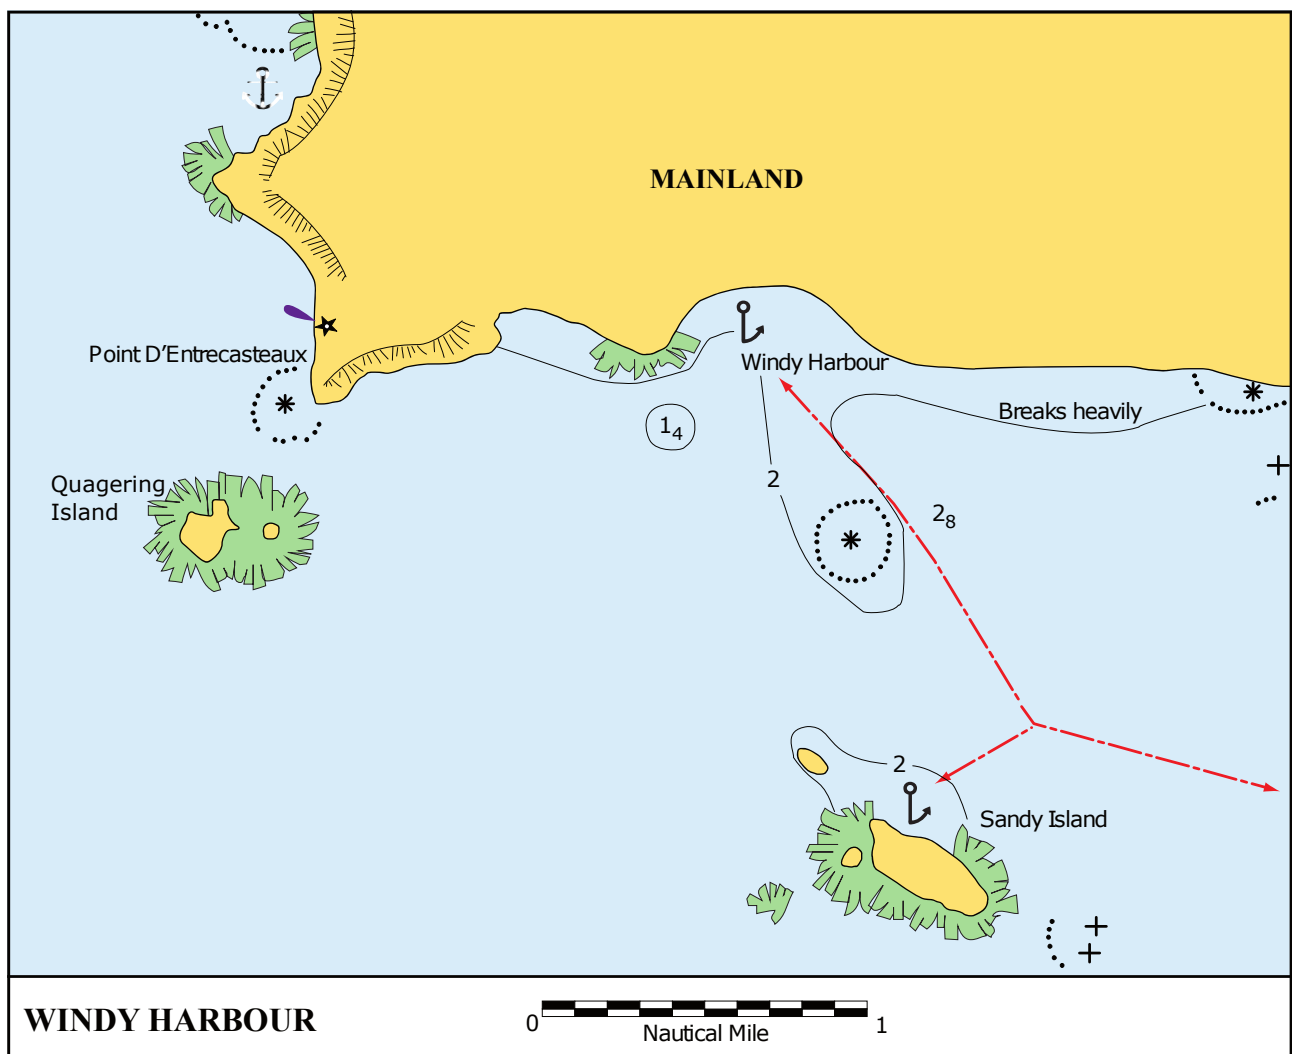 MAINLAND
Point D'Entrecasteaux
Windy Harbour
Breaks heavily
1₄
2
Quagering
Island
2₈
2
Sandy Island
WINDY HARBOUR
0
1
Nautical Mile